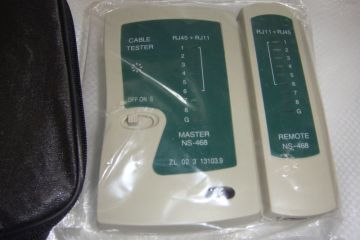 RJ45 + RJ11
CABLE
TESTER
1
2
3
4
5
6
7
8
G
OFF ON S
MASTER
NS-468
ZL 02 3 13103.9
RJ11 + RJ45
1
2
3
4
5
6
7
8
G
REMOTE
NS-468